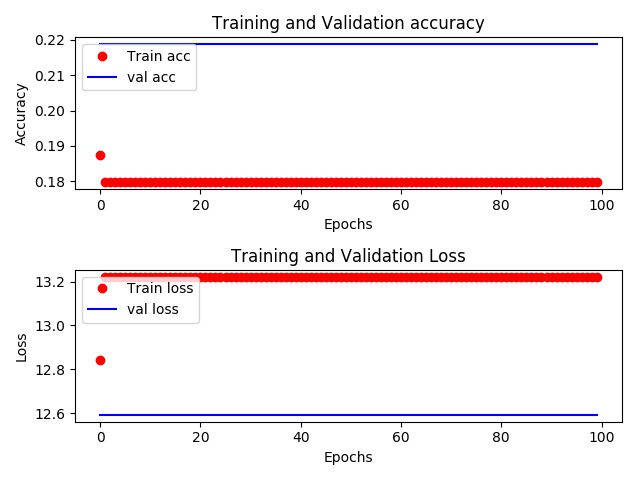 Training and Validation accuracy
0.22
0.21
0.20
0.19
0.18
Accuracy
Train acc
val acc
0 20 40 60 80 100
Epochs
Training and Validation Loss
13.2
13.0
12.8
12.6
Loss
Train loss
val loss
0 20 40 60 80 100
Epochs